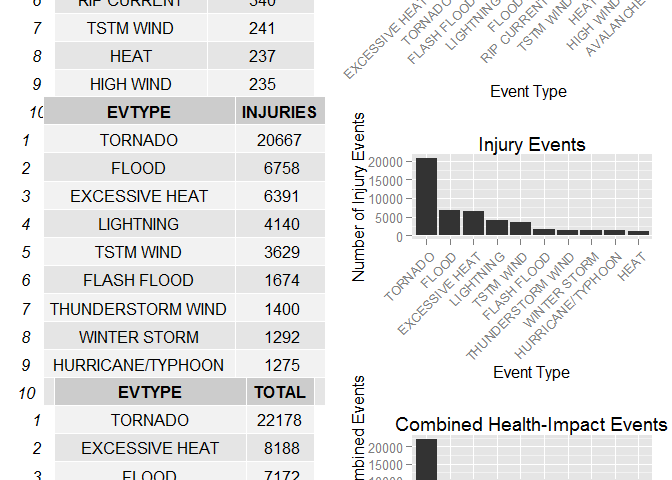 6 RIP CURRENT 340
7 TSTM WIND 241
8 HEAT 237
9 HIGH WIND 235
10 EVTYPE INJURIES
1 TORNADO 20667
2 FLOOD 6758
3 EXCESSIVE HEAT 6391
4 LIGHTNING 4140
5 TSTM WIND 3629
6 FLASH FLOOD 1674
7 THUNDERSTORM WIND 1400
8 WINTER STORM 1292
9 HURRICANE/TYPHOON 1275
10 EVTYPE TOTAL
1 TORNADO 22178
2 EXCESSIVE HEAT 8188
3 FLOOD 7172
EXCESSIVE HEAT
TORNADO
FLASH FLOOD
LIGHTNING
FLOOD
RIP CURRENT
TSTM WIND
HEAT
HIGH WIND
AVALANCHE
Event Type
Injury Events
Number of Injury Events
20000
15000
10000
5000
0
TORNADO
FLOOD
EXCESSIVE HEAT
LIGHTNING
TSTM WIND
FLASH FLOOD
THUNDERSTORM WIND
WINTER STORM
HURRICANE/TYPHOON
HEAT
Event Type
Combined Health-Impact Events
Events
20000
15000